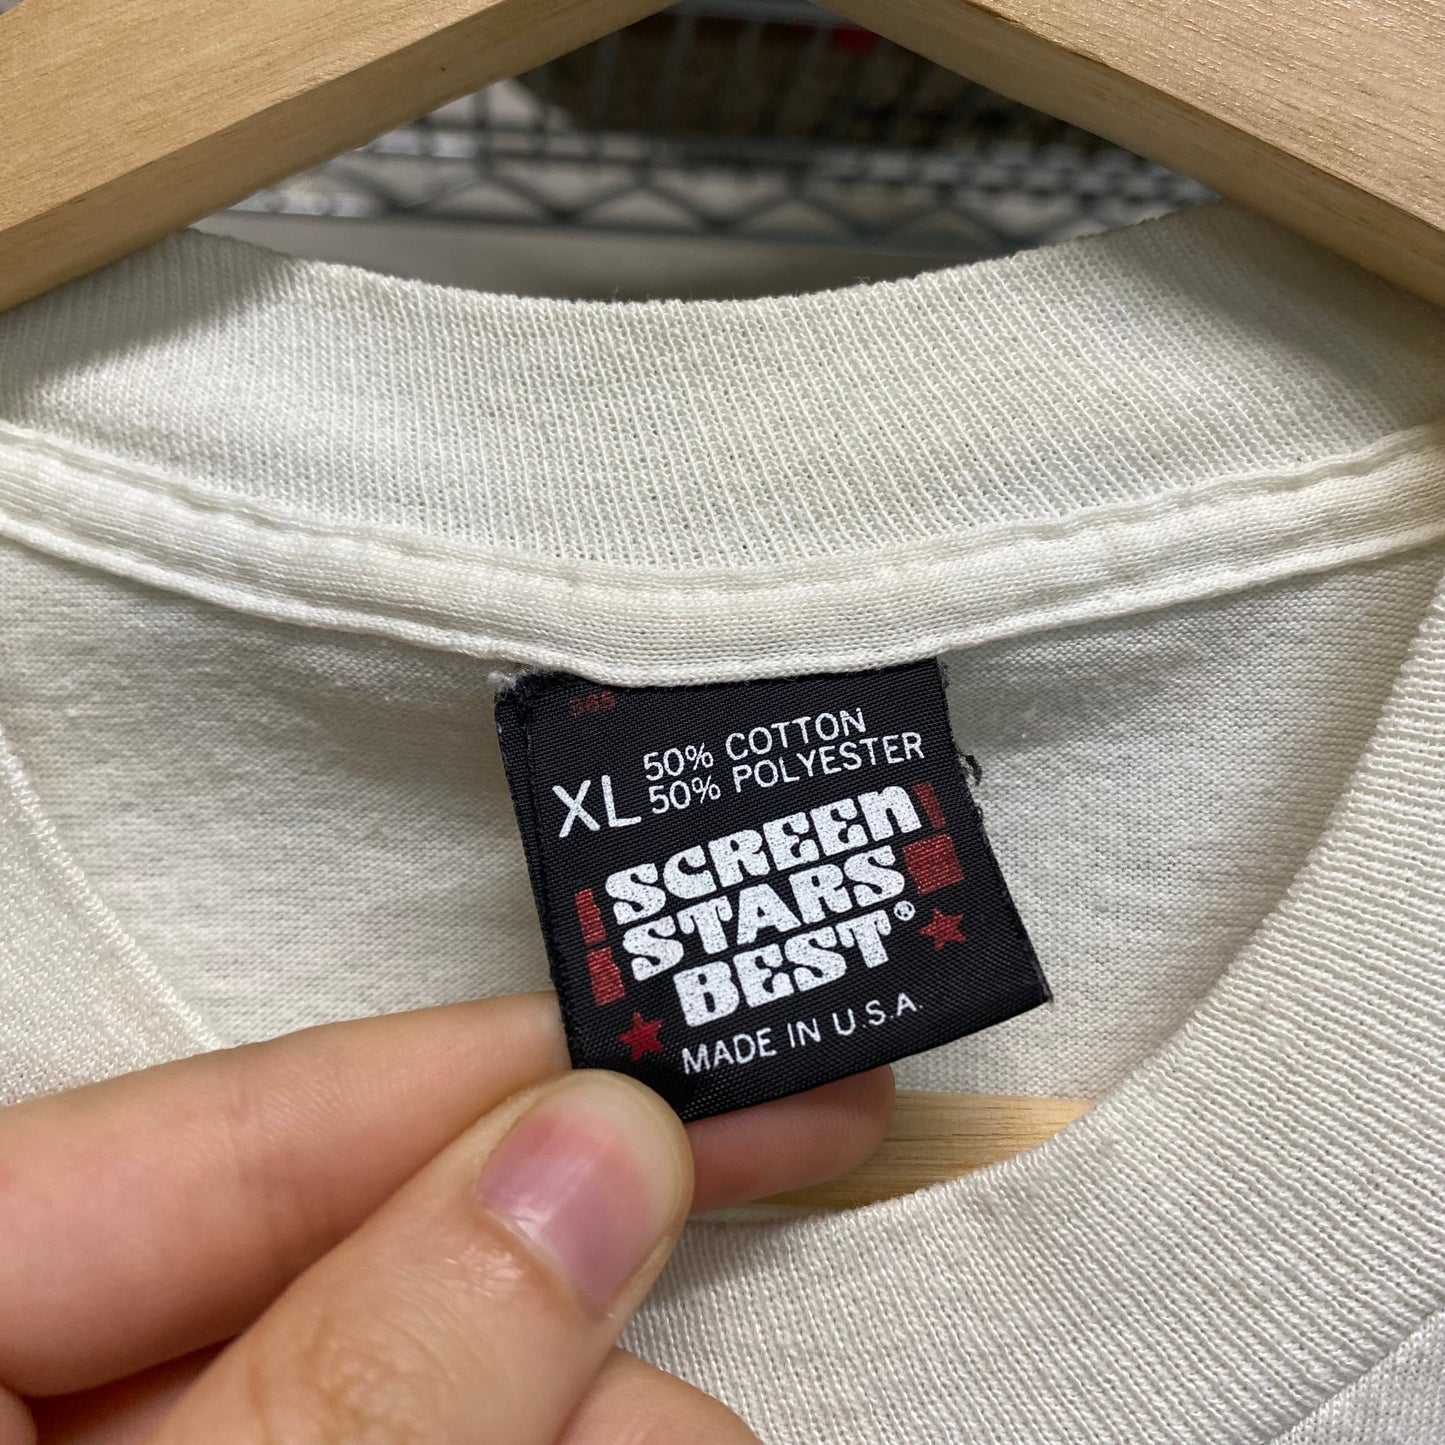 XL
50% COTTON
50% POLYESTER
SCREEN
STARS
BEST®
MADE IN U.S.A.